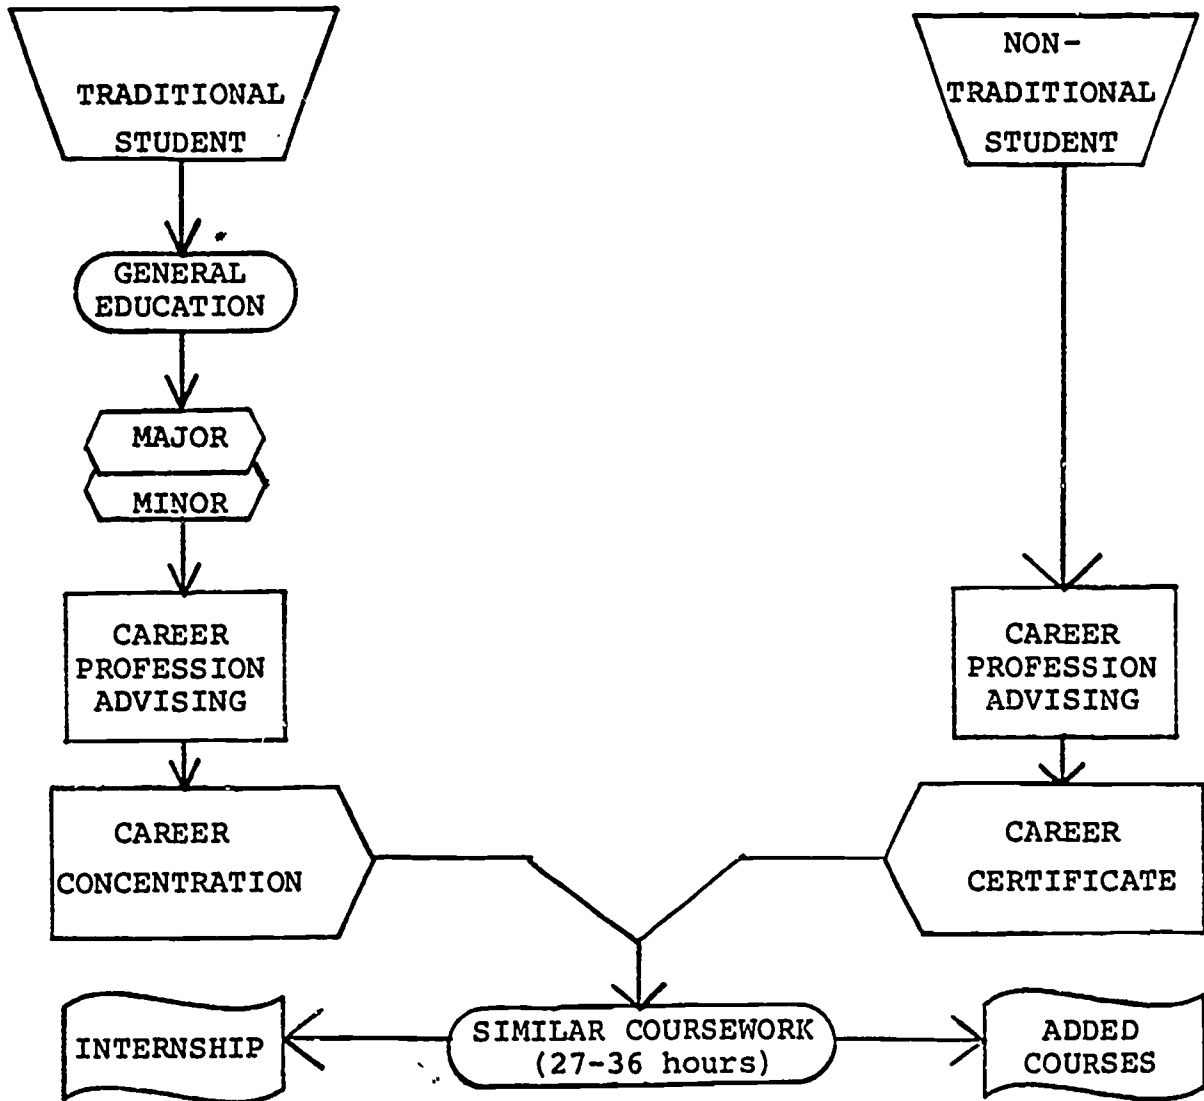 TRADITIONAL
STUDENT
NON-
TRADITIONAL
STUDENT
GENERAL
EDUCATION
MAJOR
MINOR
CAREER
PROFESSION
ADVISING
CAREER
PROFESSION
ADVISING
CAREER
CONCENTRATION
CAREER
CERTIFICATE
SIMILAR COURSEWORK
(27-36 hours)
INTERNSHIP
ADDED
COURSES